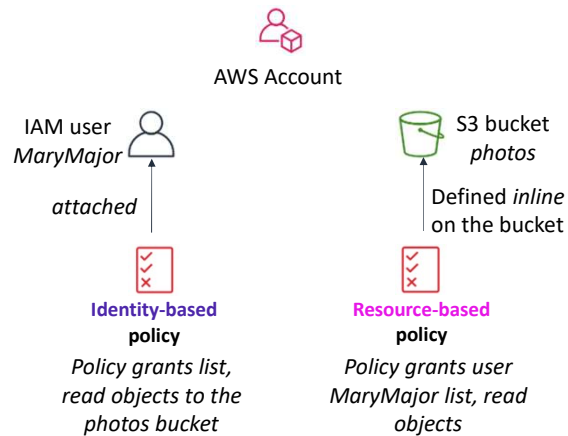 AWS Account
IAM user
MaryMajor
attached
Identity-based
policy
Policy grants list,
read objects to the
photos bucket
S3 bucket
photos
Defined inline
on the bucket
Resource-based
policy
Policy grants user
MaryMajor list, read
objects